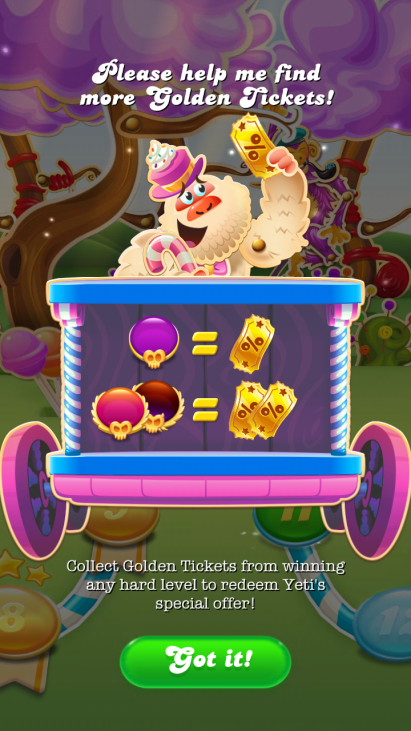 Please help me find
more Golden Tickets!
%
=
%
=
% %
Collect Golden Tickets from winning
any hard level to redeem Yeti's
special offer!
8
Got it!